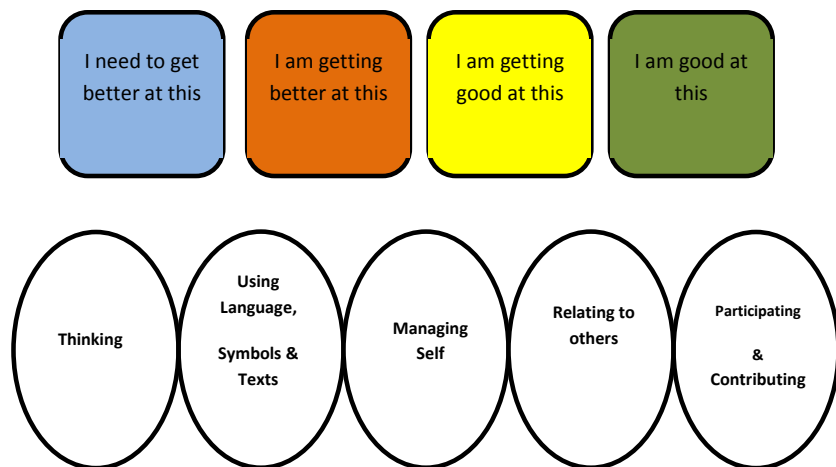 I need to get
better at this
I am getting
better at this
I am getting
good at this
I am good at
this
Thinking
Using
Language,
Symbols &
Texts
Managing
Self
Relating to
others
Participating
&
Contributing